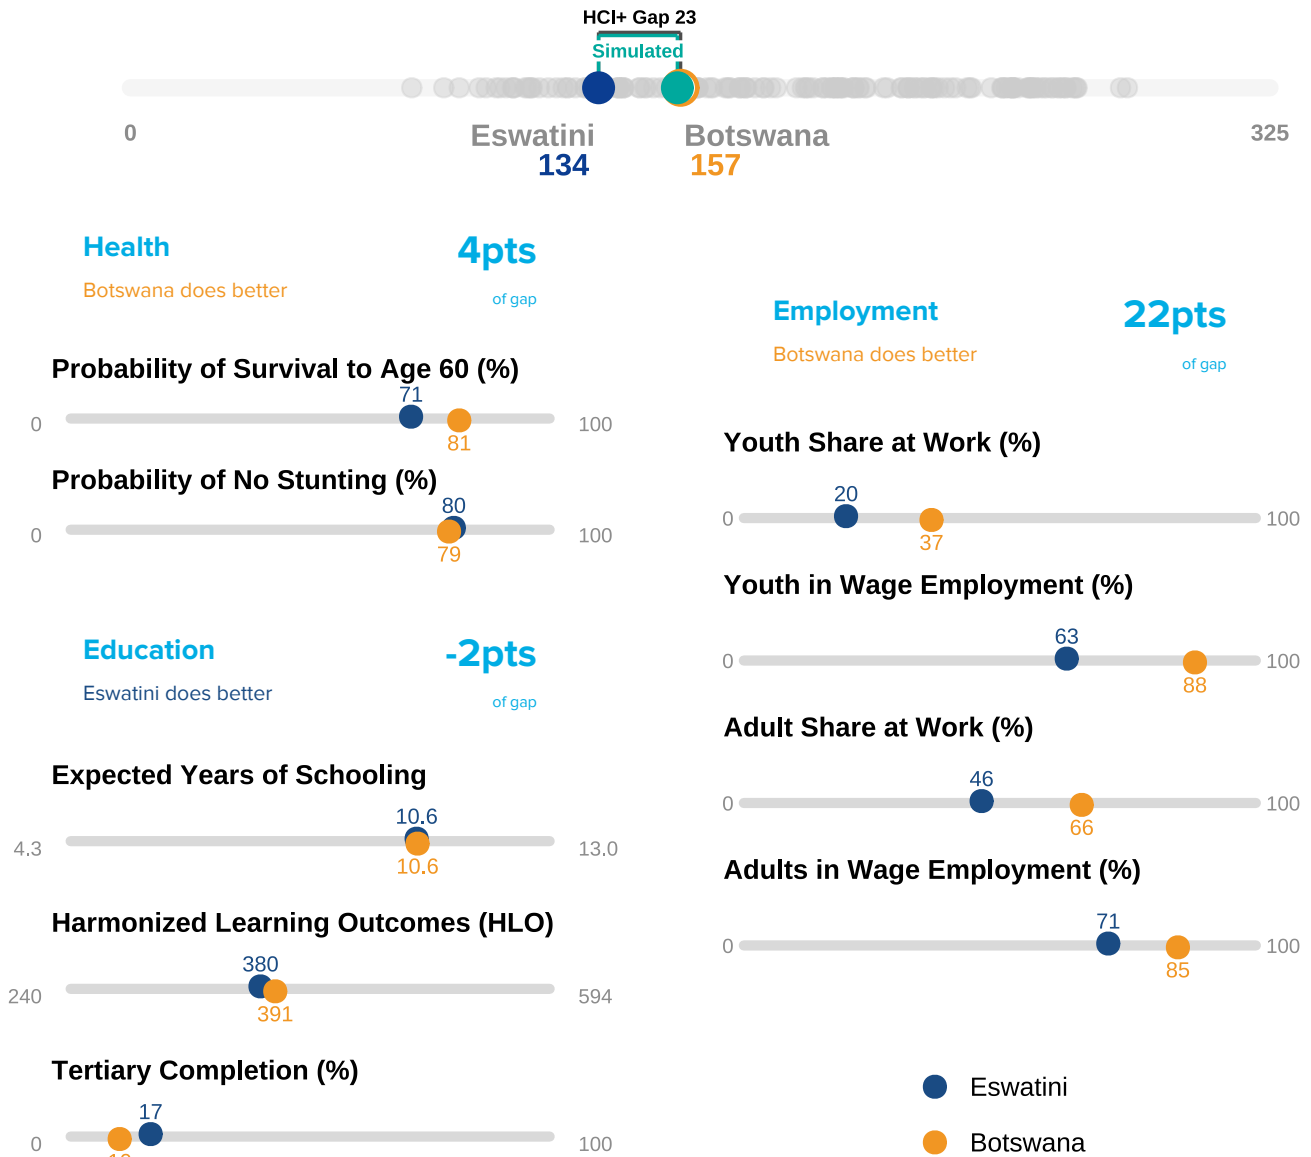 HCI+ Gap 23
Simulated
0
325
Eswatini
134
Botswana
157
Health
4pts
Botswana does better
of gap
Probability of Survival to Age 60 (%)
71
0
100
81
Probability of No Stunting (%)
80
0
100
79
Education
-2pts
Eswatini does better
of gap
Expected Years of Schooling
10.6
4.3
13.0
10.6
Harmonized Learning Outcomes (HLO)
380
240
594
391
Tertiary Completion (%)
17
0
100
Employment
22pts
Botswana does better
of gap
Youth Share at Work (%)
20
0
100
37
Youth in Wage Employment (%)
63
0
100
88
Adult Share at Work (%)
46
0
100
66
Adults in Wage Employment (%)
71
0
100
85
Eswatini
Botswana